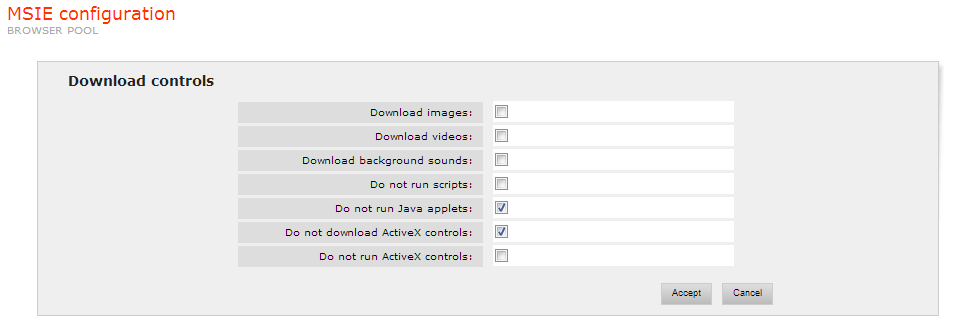 MSIE configuration
BROWSER POOL
Download controls
Download images:
Download videos:
Download background sounds:
Do not run scripts:
Do not run Java applets:
Do not download ActiveX controls:
Do not run ActiveX controls:
Accept Cancel